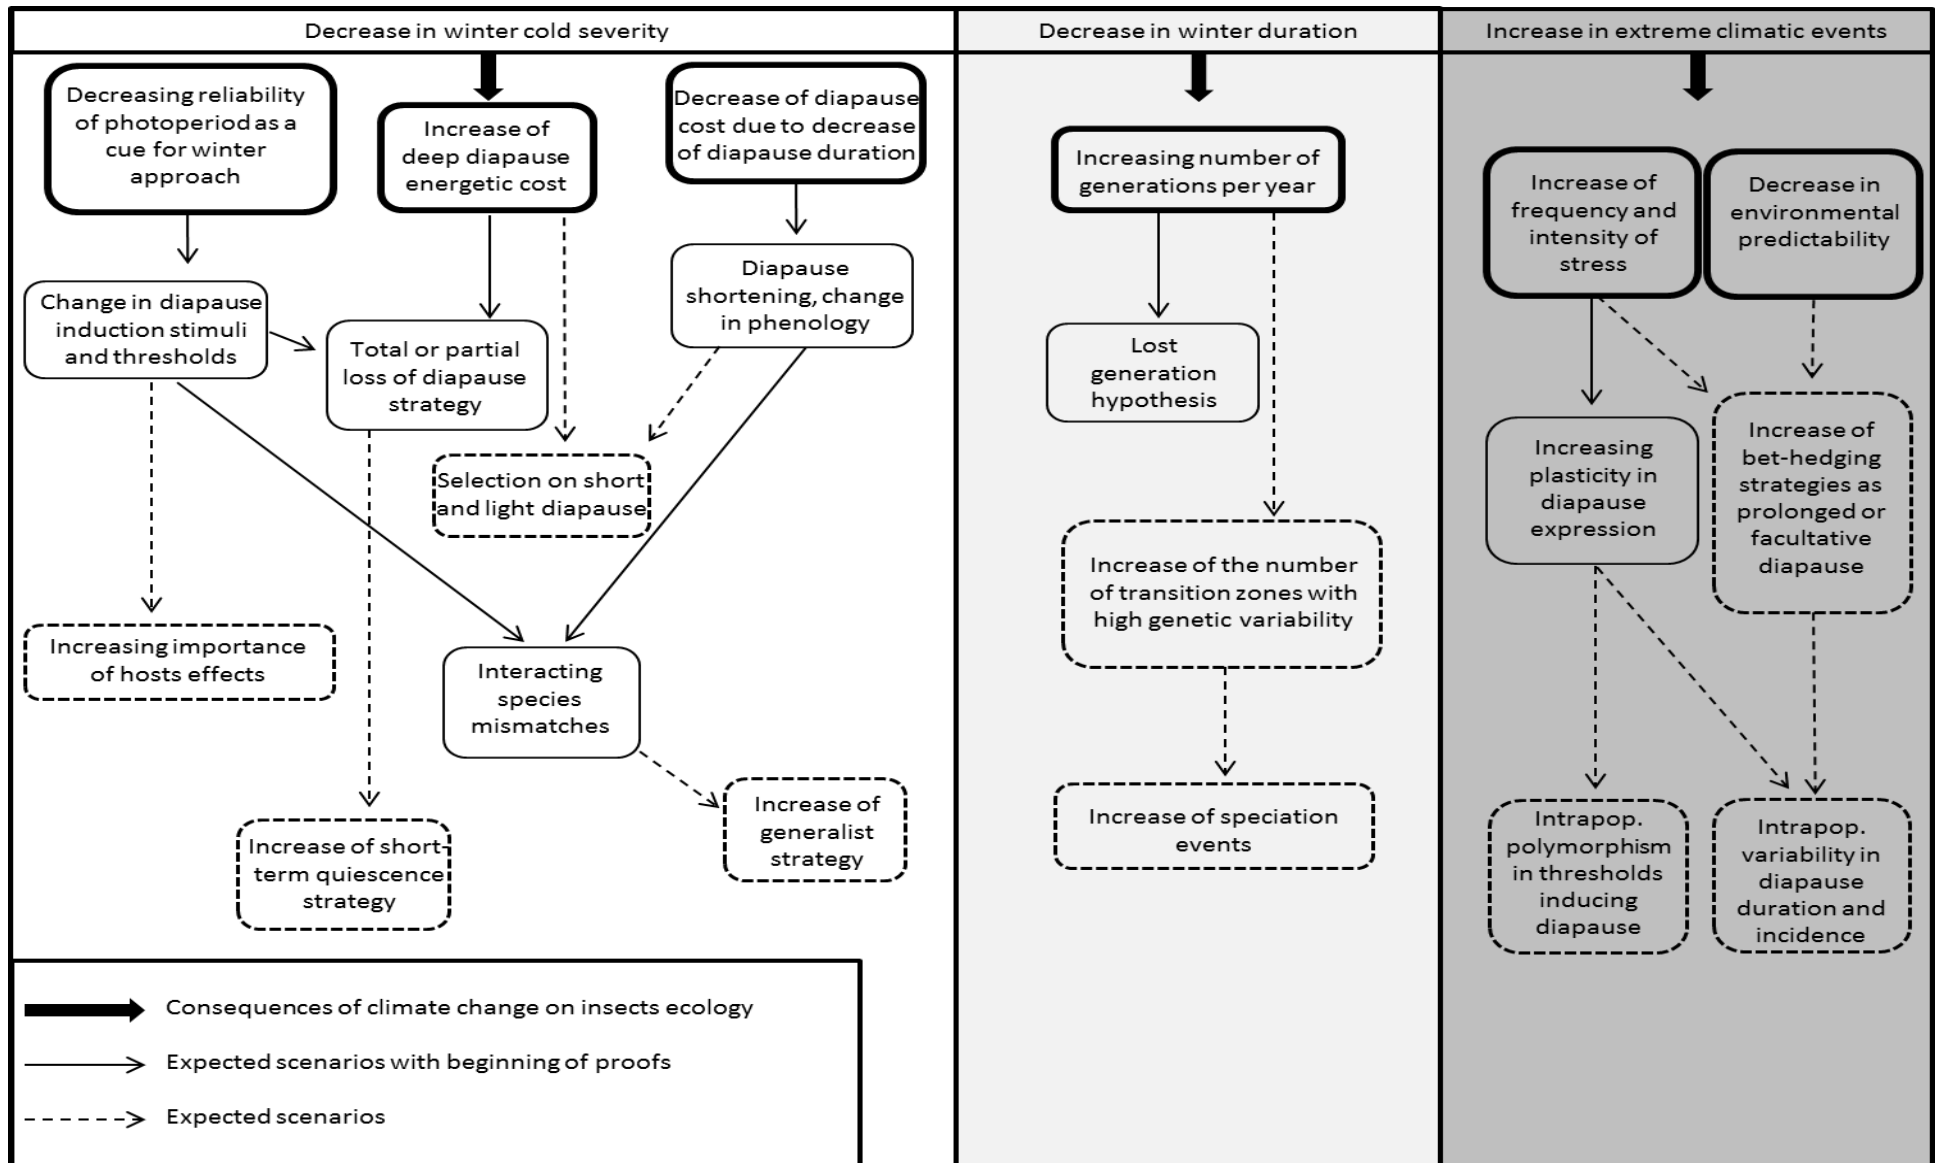 Decrease in winter cold severity
Decreasing reliability
of photoperiod as a
cue for winter
approach
Increase of
deep diapause
energetic cost
Decrease of diapause
cost due to decrease
of diapause duration
Change in diapause
induction stimuli
and thresholds
Total or partial
loss of diapause
strategy
Diapause
shortening, change
in phenology
Selection on short
and light diapause
Increasing importance
of hosts effects
Interacting
species
mismatches
Increase of short-
term quiescence
strategy
Increase of
generalist
strategy
Decrease in winter duration
Increasing number of
generations per year
Lost
generation
hypothesis
Increase of the number
of transition zones with
high genetic variability
Increase of speciation
events
Increase in extreme climatic events
Increase of
frequency and
intensity of
stress
Decrease in
environmental
predictability
Increasing
plasticity in
diapause
expression
Increase of
bet-hedging
strategies as
prolonged or
facultative
diapause
Intrapop.
polymorphism
in thresholds
inducing
diapause
Intrapop.
variability in
diapause
duration and
incidence
Consequences of climate change on insects ecology
Expected scenarios with beginning of proofs
Expected scenarios